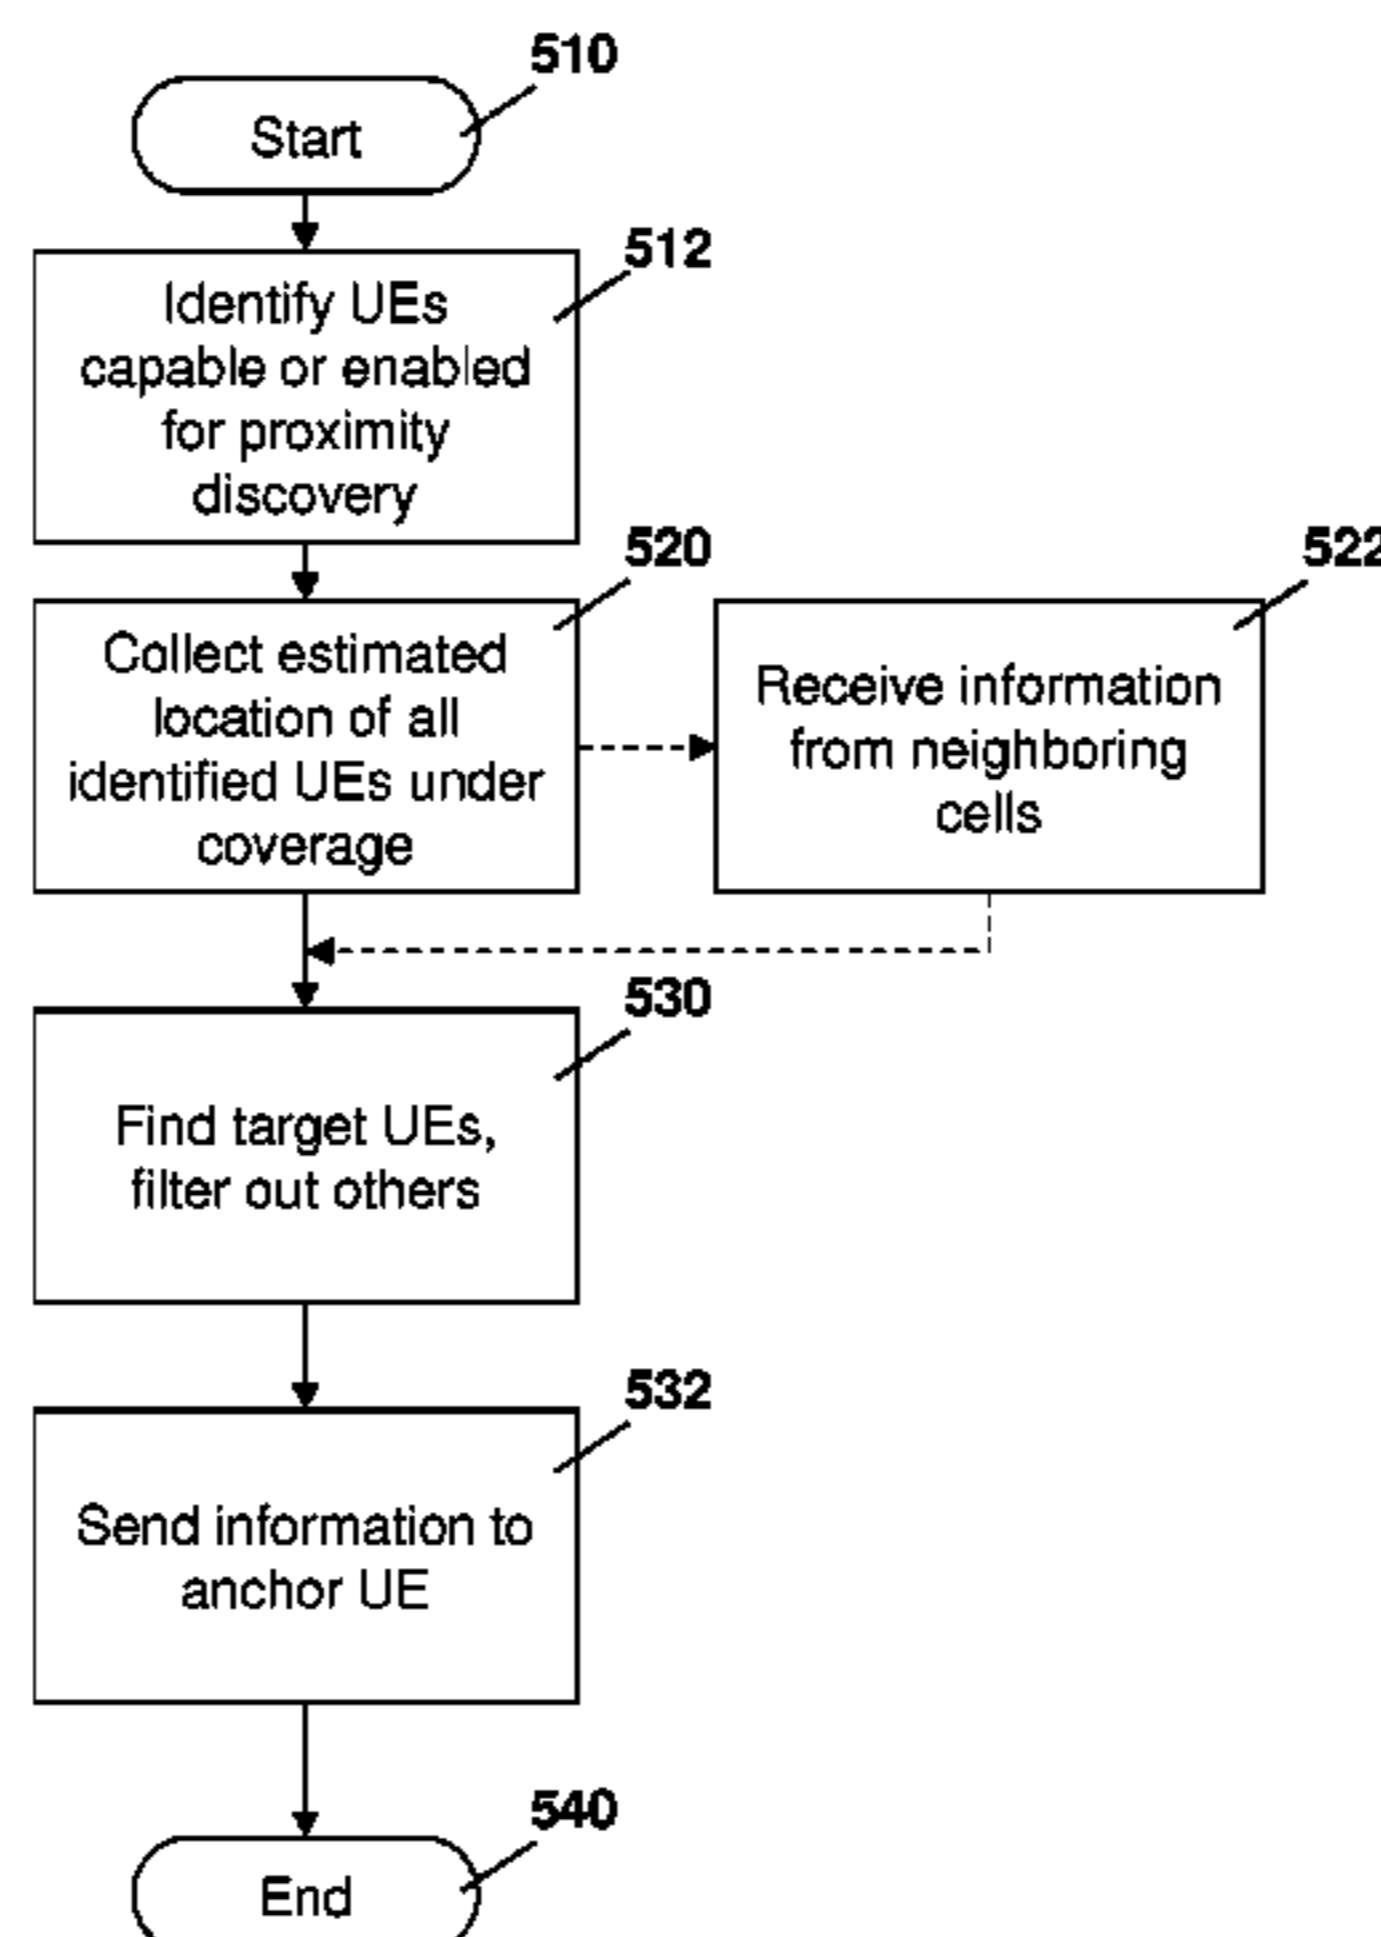 510
Start
512
Identify UEs
capable or enabled
for proximity
discovery
520
Collect estimated
location of all
identified UEs under
coverage
522
Receive information
from neighboring
cells
530
Find target UEs,
filter out others
532
Send information to
anchor UE
540
End